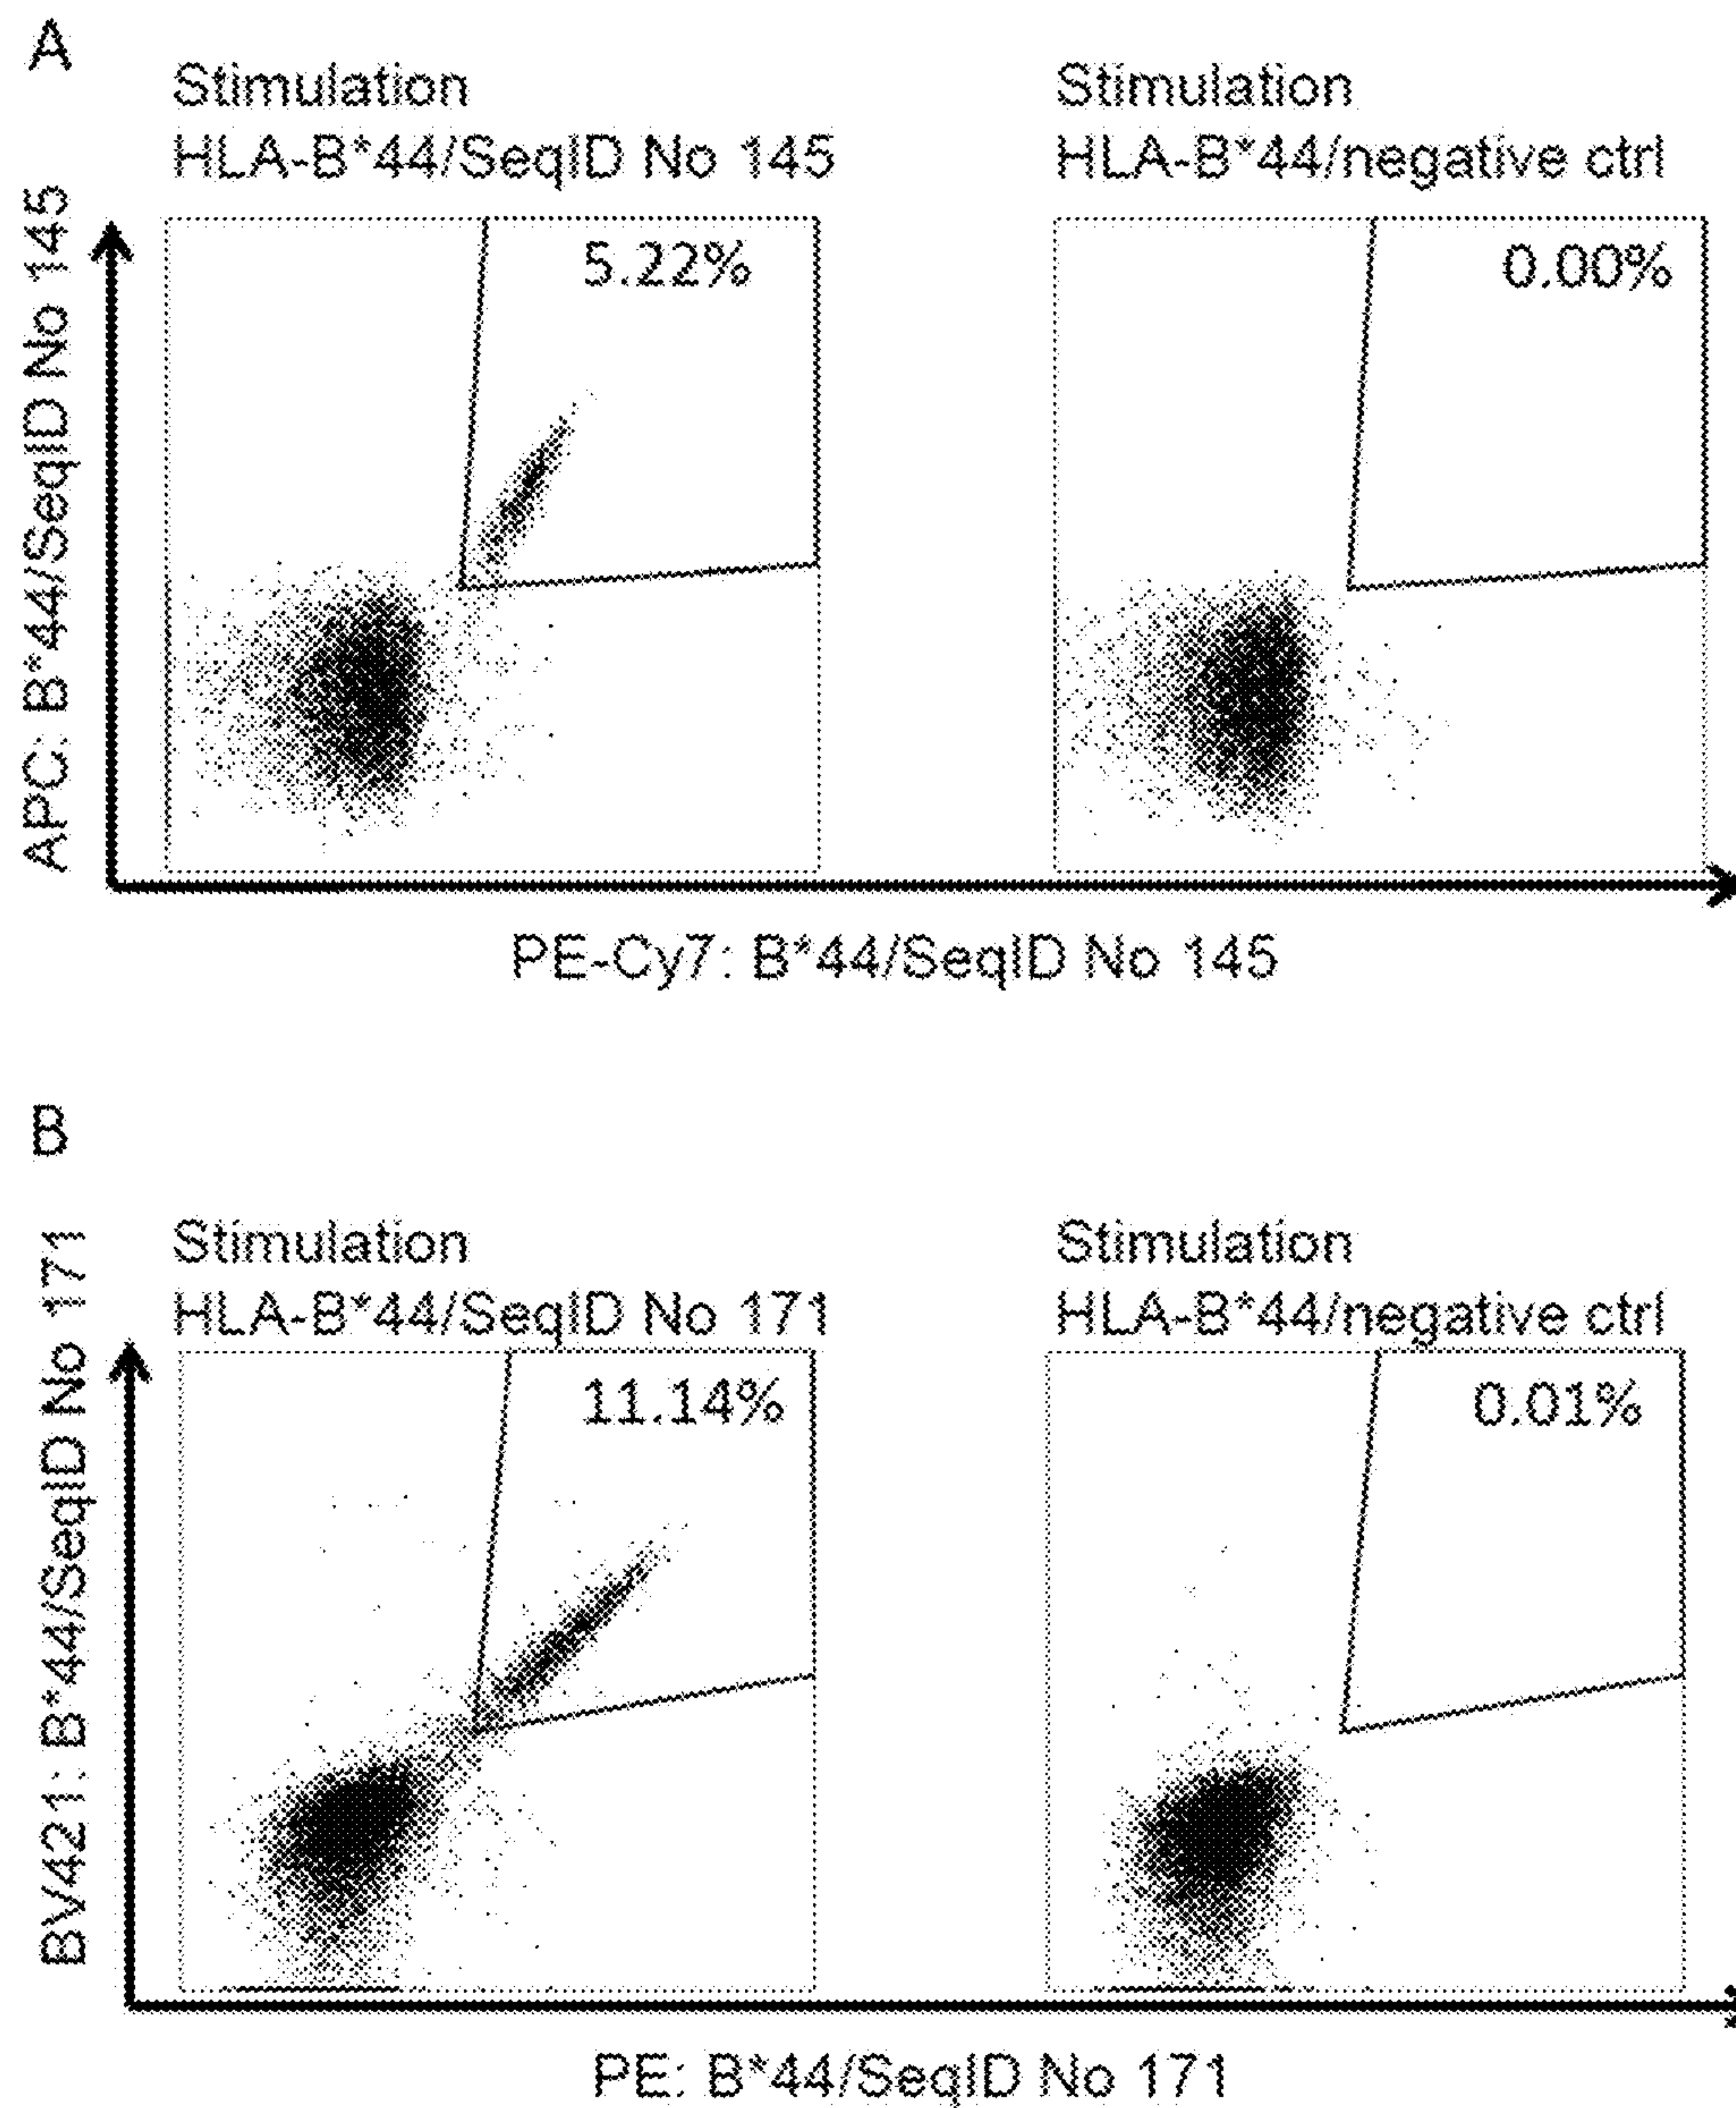 A
Stimulation
HLA-B*44/SeqID No 145
Stimulation
HLA-B*44/negative ctrl
APC: B*44/SeqID No 145
5.22%
0.00%
PE-Cy7: B*44/SeqID No 145
B
Stimulation
HLA-B*44/SeqID No 171
Stimulation
HLA-B*44/negative ctrl
BV421: B*44/SeqID No 171
11.14%
0.01%
PE: B*44/SeqID No 171